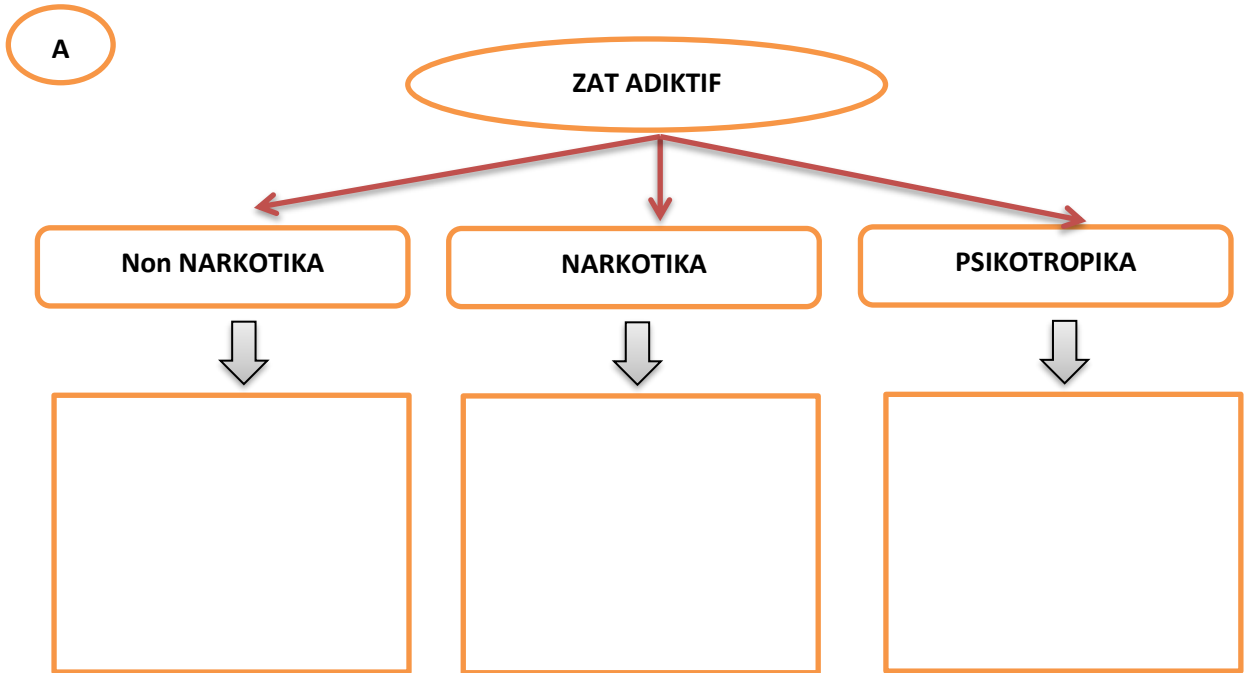 A
ZAT ADIKTIF
Non NARKOTIKA
NARKOTIKA
PSIKOTROPIKA